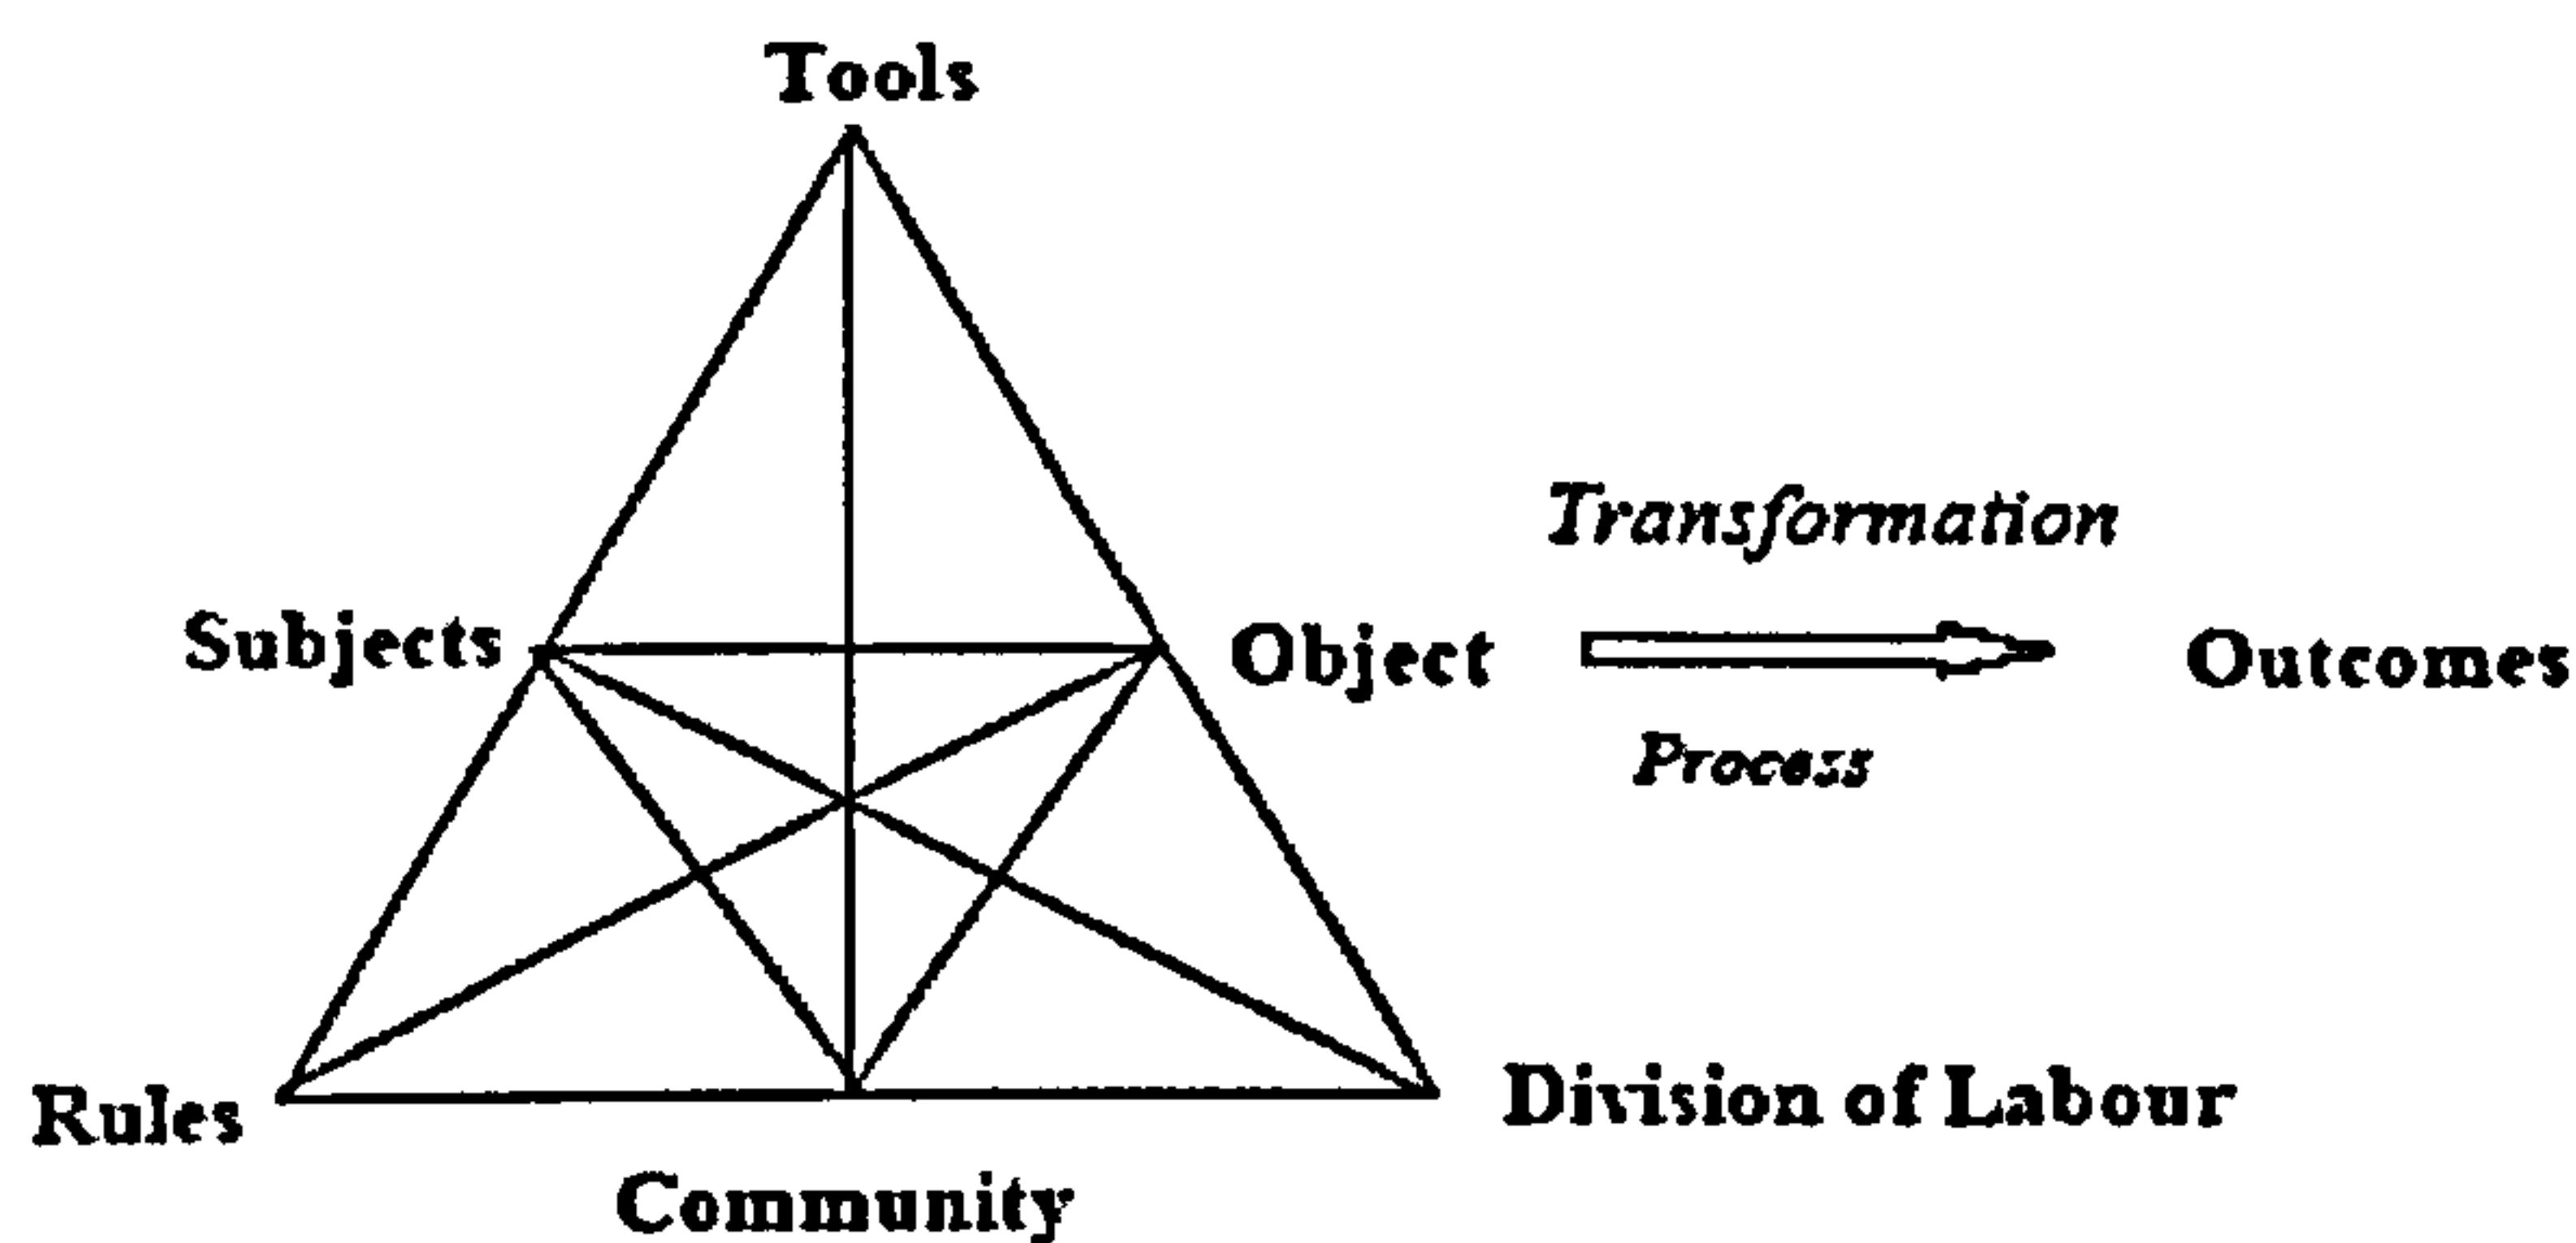 Tools
Transformation
Subjects
Object
Outcomes
Process
Rules
Division of Labour
Community